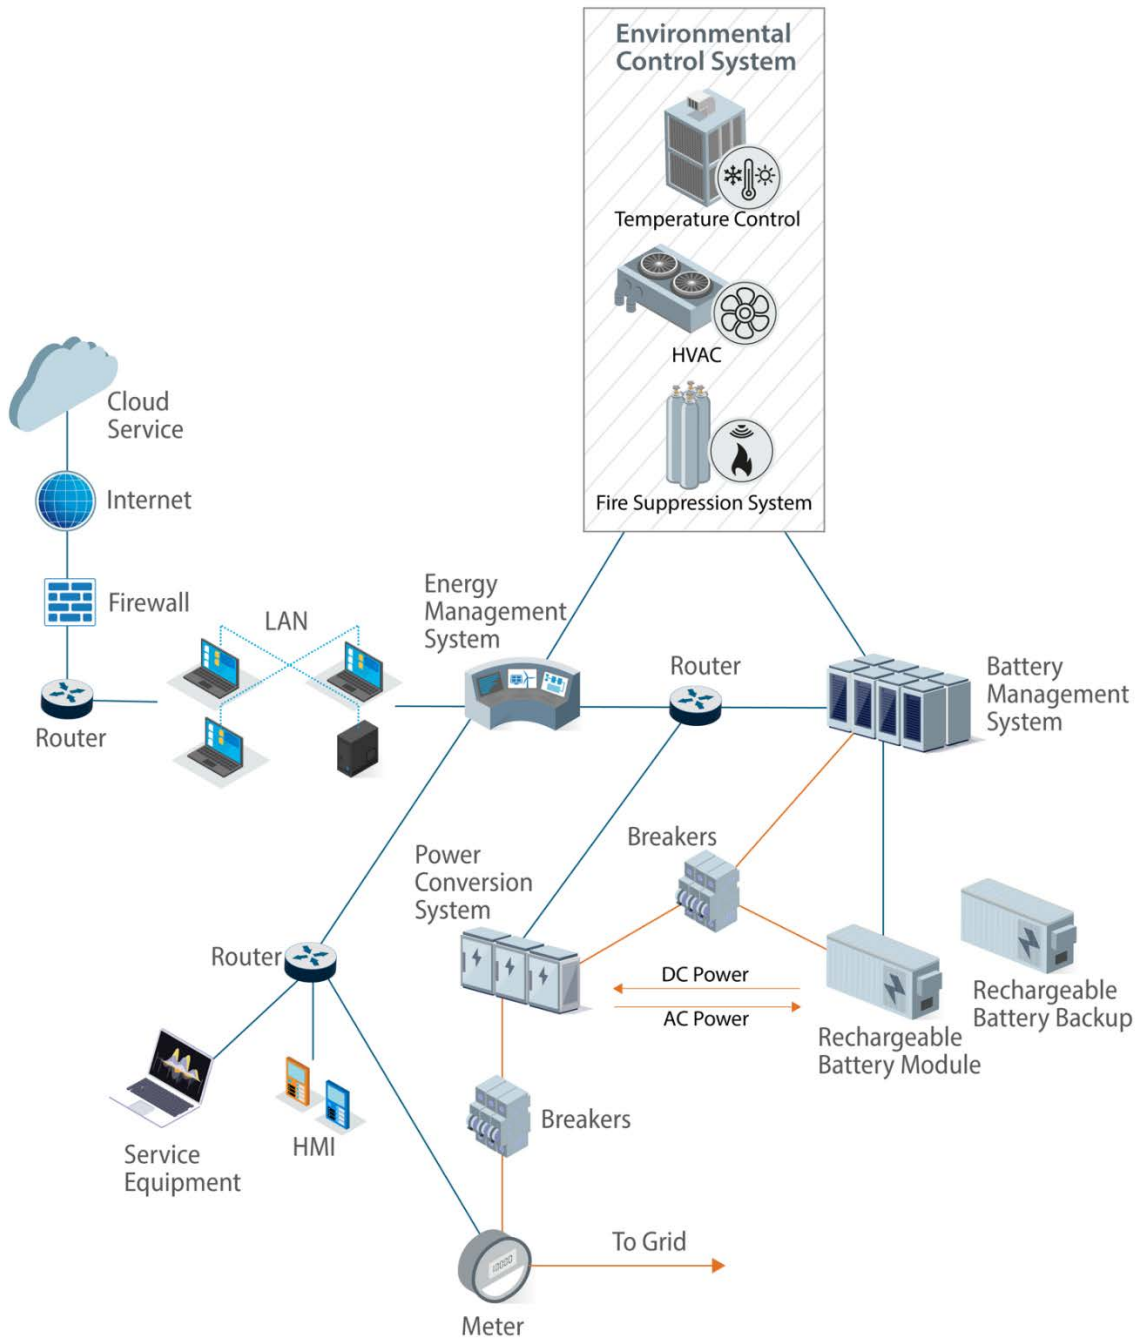 Environmental
Control System
Temperature Control
HVAC
Fire Suppression System
Cloud
Service
Internet
Firewall
Router
LAN
Energy
Management
System
Router
Battery
Management
System
Breakers
Power
Conversion
System
Router
DC Power
AC Power
Rechargeable
Battery Module
Rechargeable
Battery Backup
Service
Equipment
HMI
Breakers
10000
To Grid
Meter